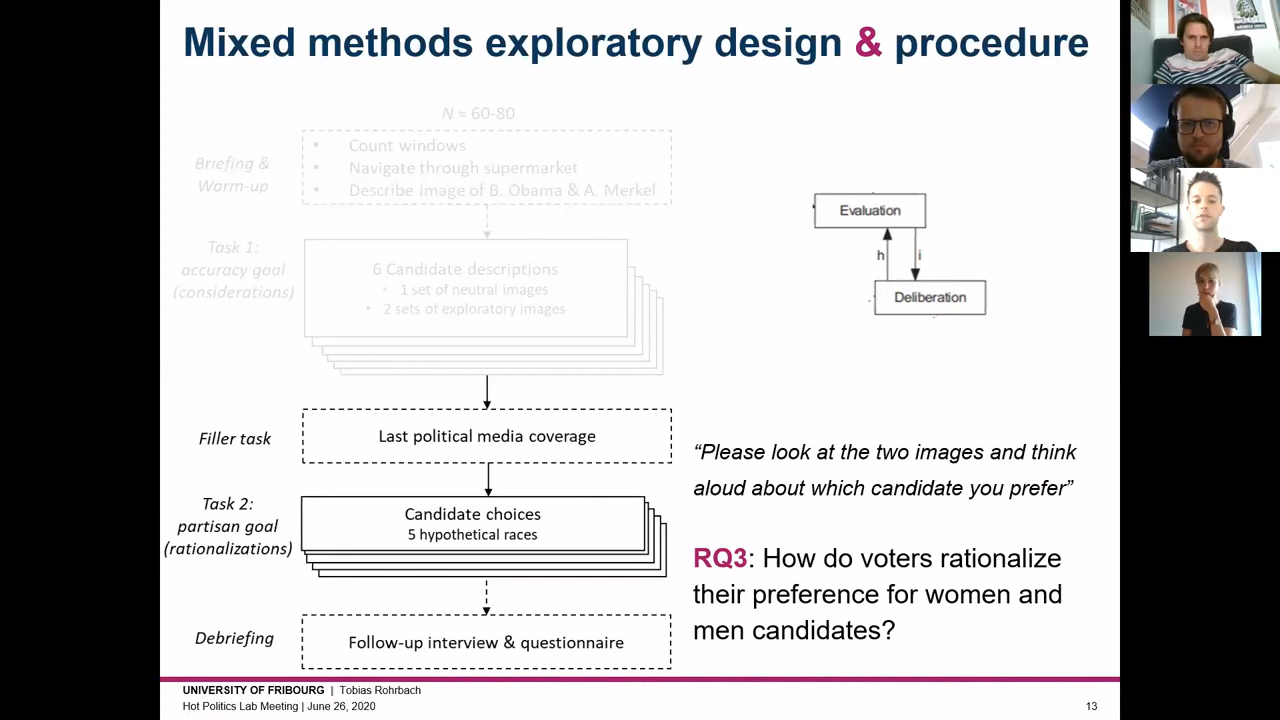 Mixed methods exploratory design & procedure
N ≈ 60-80
Briefing &
Warm-up
• Count windows
• Navigate through supermarket
• Describe image of B. Obama & A. Merkel
Task 1:
accuracy goal
(considerations)
6 Candidate descriptions
• 1 set of neutral images
• 2 sets of exploratory images
Evaluation
h i
Deliberation
Filler task
Last political media coverage
Task 2:
partisan goal
(rationalizations)
Candidate choices
5 hypothetical races
Debriefing
Follow-up interview & questionnaire
“Please look at the two images and think
aloud about which candidate you prefer”
RQ3: How do voters rationalize
their preference for women and
men candidates?
UNIVERSITY OF FRIBOURG | Tobias Rohrbach
Hot Politics Lab Meeting | June 26, 2020
13